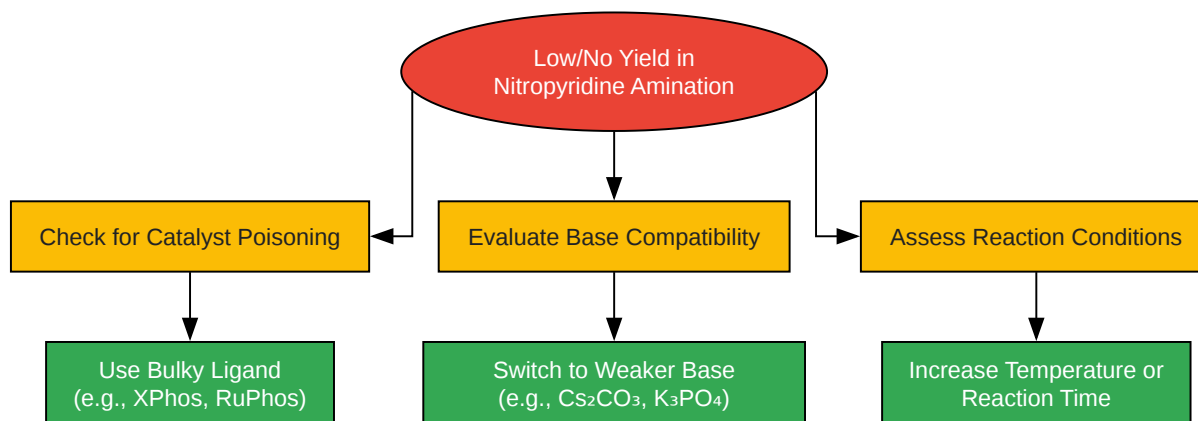 Low/No Yield in
Nitropyridine Amination
Check for Catalyst Poisoning
Evaluate Base Compatibility
Assess Reaction Conditions
Use Bulky Ligand
(e.g., XPhos, RuPhos)
Switch to Weaker Base
(e.g., Cs₂CO₃, K₃PO₄)
Increase Temperature or
Reaction Time